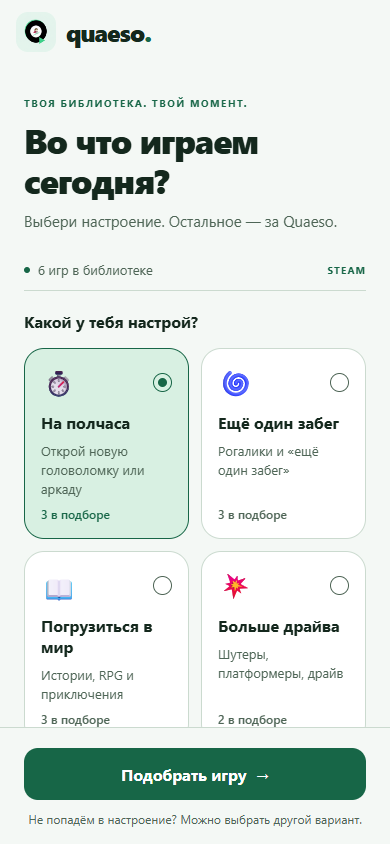 quaeso.
ТВОЯ БИБЛИОТЕКА. ТВОЙ МОМЕНТ.
Во что играем
сегодня?
Выбери настроение. Остальное — за Quaeso.
6 игр в библиотеке
STEAM
Какой у тебя настрой?
На полчаса
Открой новую
головоломку или
аркаду
3 в подборе
Ещё один забег
Рогалики и «ещё
один забег»
3 в подборе
Погрузиться в
мир
Истории, RPG и
приключения
3 в подборе
Больше драйва
Шутеры,
платформеры, драйв
2 в подборе
Подобрать игру →
Не попадём в настроение? Можно выбрать другой вариант.